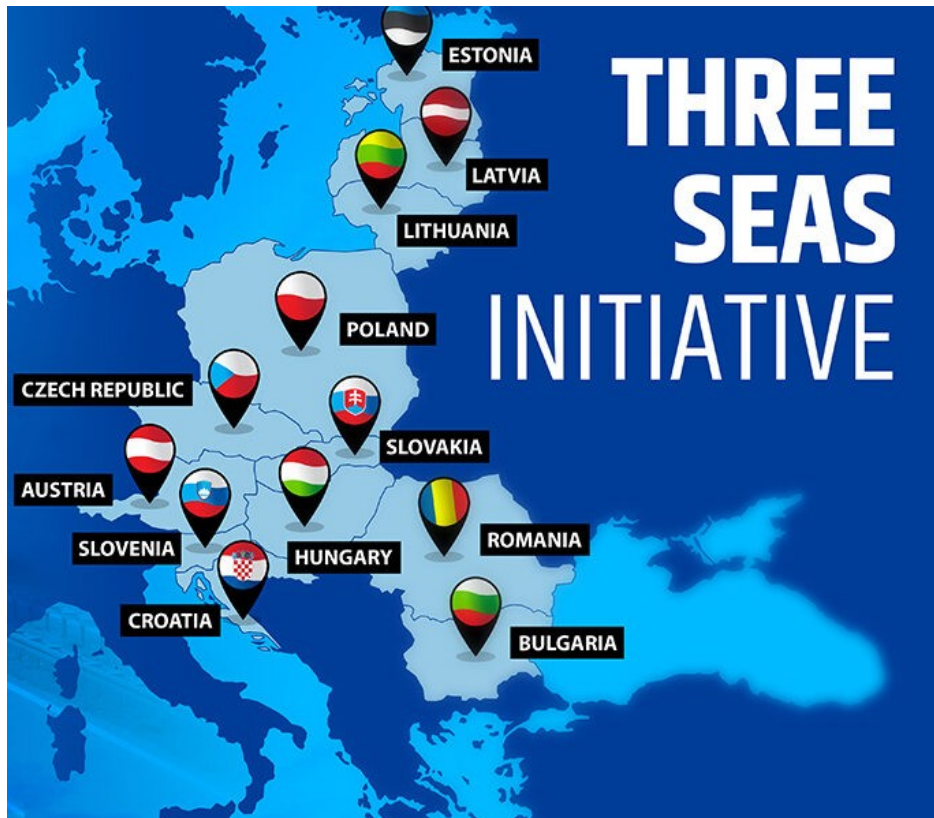 THREE
SEAS
INITIATIVE
ESTONIA
LATVIA
LITHUANIA
POLAND
CZECH REPUBLIC
SLOVAKIA
AUSTRIA
SLOVENIA
HUNGARY
ROMANIA
CROATIA
BULGARIA